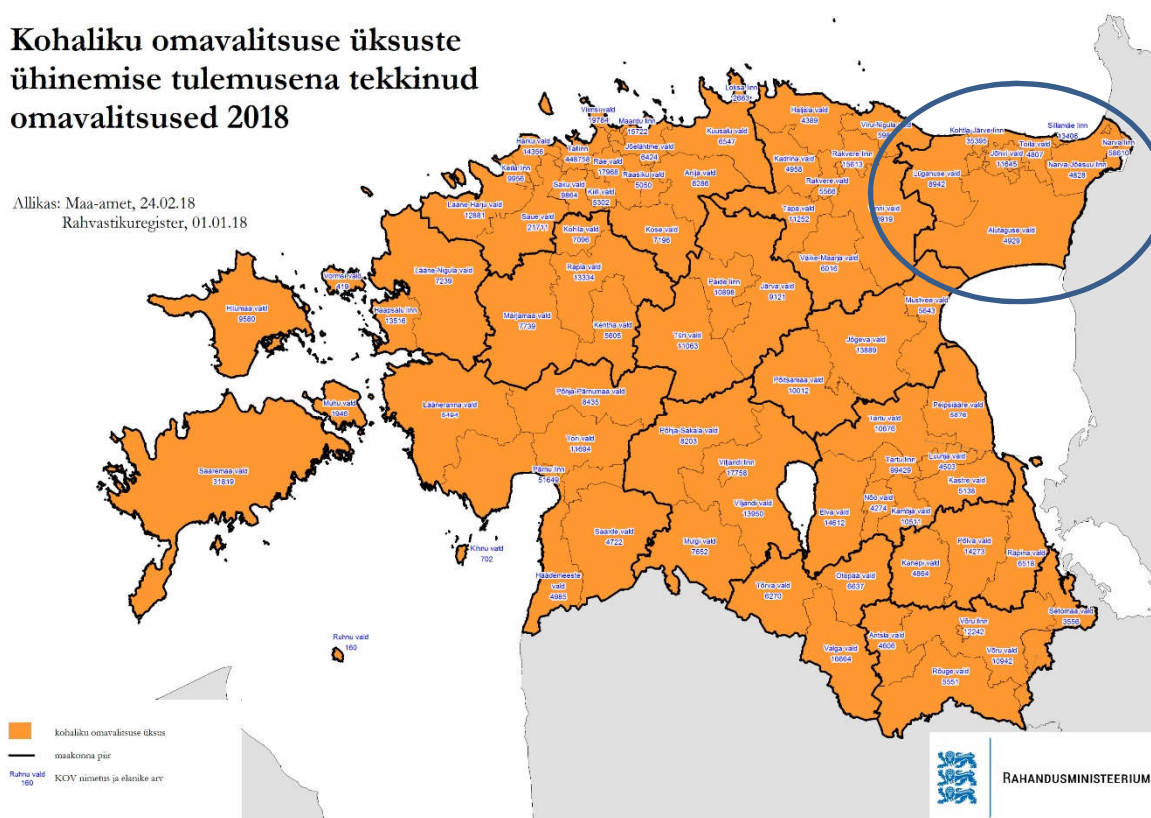 Kohaliku omavalitsuse üksuste
ühinemise tulemusena tekkinud
omavalitsused 2018
Allikas: Maa-amet, 24.02.18
Rahvastikuregister, 01.01.18
Loksa linn
2663
Viimsi vald
19764
Maardu linn
15722
Kuusalu vald
6547
Haljala vald
4389
Viru-Nigula vald
Kohtla-Järve linn
35395
Sillamäe linn
13406
Narva linn
58610
Toila vald
4807
Jõhvi vald
11645
Narva-Jõesuu linn
4828
Lüganuse vald
8942
Alutaguse vald
4929
Harku vald
14366
Tallinn
448758
Jõelähtme vald
6424
Rae vald
17968
Keila linn
9956
Saku vald
9864
Kiili vald
5302
Raasiku vald
5050
Anija vald
6286
Kadrina vald
4958
Rakvere linn
15613
Rakvere vald
5566
Lääne-Harju vald
12881
Saue vald
21711
Kohila vald
7096
Kose vald
7196
Tapa vald
11252
Väike-Maarja vald
6016
Vormsi vald
419
Lääne-Nigula vald
7239
Rapla vald
13334
Paide linn
10898
Järva vald
9121
Hiiumaa vald
9580
Haapsalu linn
13516
Märjamaa vald
7739
Kehtna vald
5605
Türi vald
11063
Mustvee vald
5643
Jõgeva vald
13889
Põltsamaa vald
10012
Muhu vald
1946
Lääneranna vald
5494
Põhja-Pärnumaa vald
8435
Peipsiääre vald
5876
Tartu vald
10676
Tori vald
11694
Põhja-Sakala vald
8203
Viljandi linn
17758
Tartu linn
99429
Luunja vald
4503
Saaremaa vald
31819
Pärnu linn
51649
Kastre vald
5138
Nõo vald
4274
Kambja vald
10511
Viljandi vald
13950
Elva vald
14612
Saarde vald
4722
Mulgi vald
7652
Põlva vald
14273
Räpina vald
6518
Kihnu vald
702
Kanepi vald
4864
Häädemeeste
vald
4985
Tõrva vald
6270
Otepää vald
6637
Setomaa vald
3556
Võru linn
12242
Antsla vald
4606
Ruhnu vald
160
Valga vald
16664
Võru vald
10942
Rõuge vald
5551
kohaliku omavalitsuse üksus
maakonna piir
Ruhnu vald
160
KOV nimetus ja elanike arv
RAHANDUSMINISTEERIUM